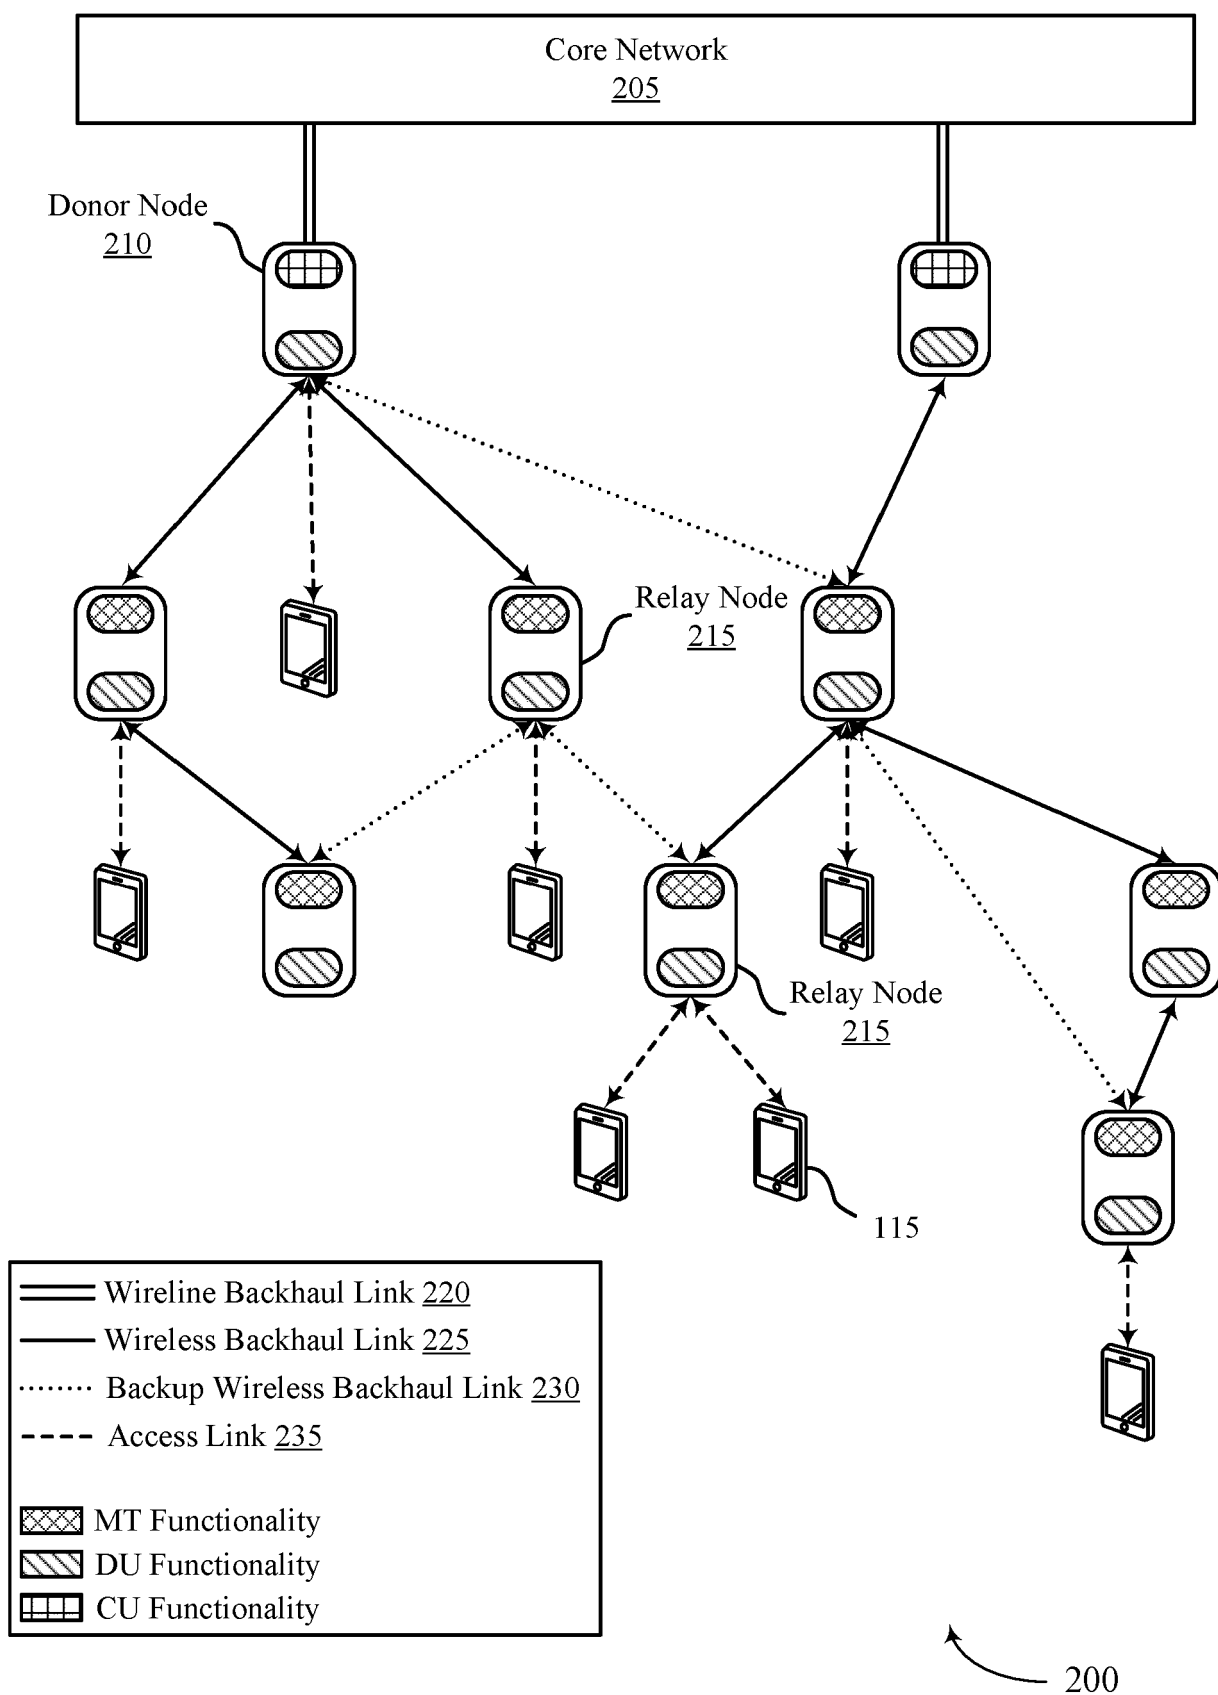 Core Network
205
Donor Node
210
Relay Node
215
Relay Node
215
115
Wireline Backhaul Link 220
Wireless Backhaul Link 225
Backup Wireless Backhaul Link 230
Access Link 235
MT Functionality
DU Functionality
CU Functionality
200